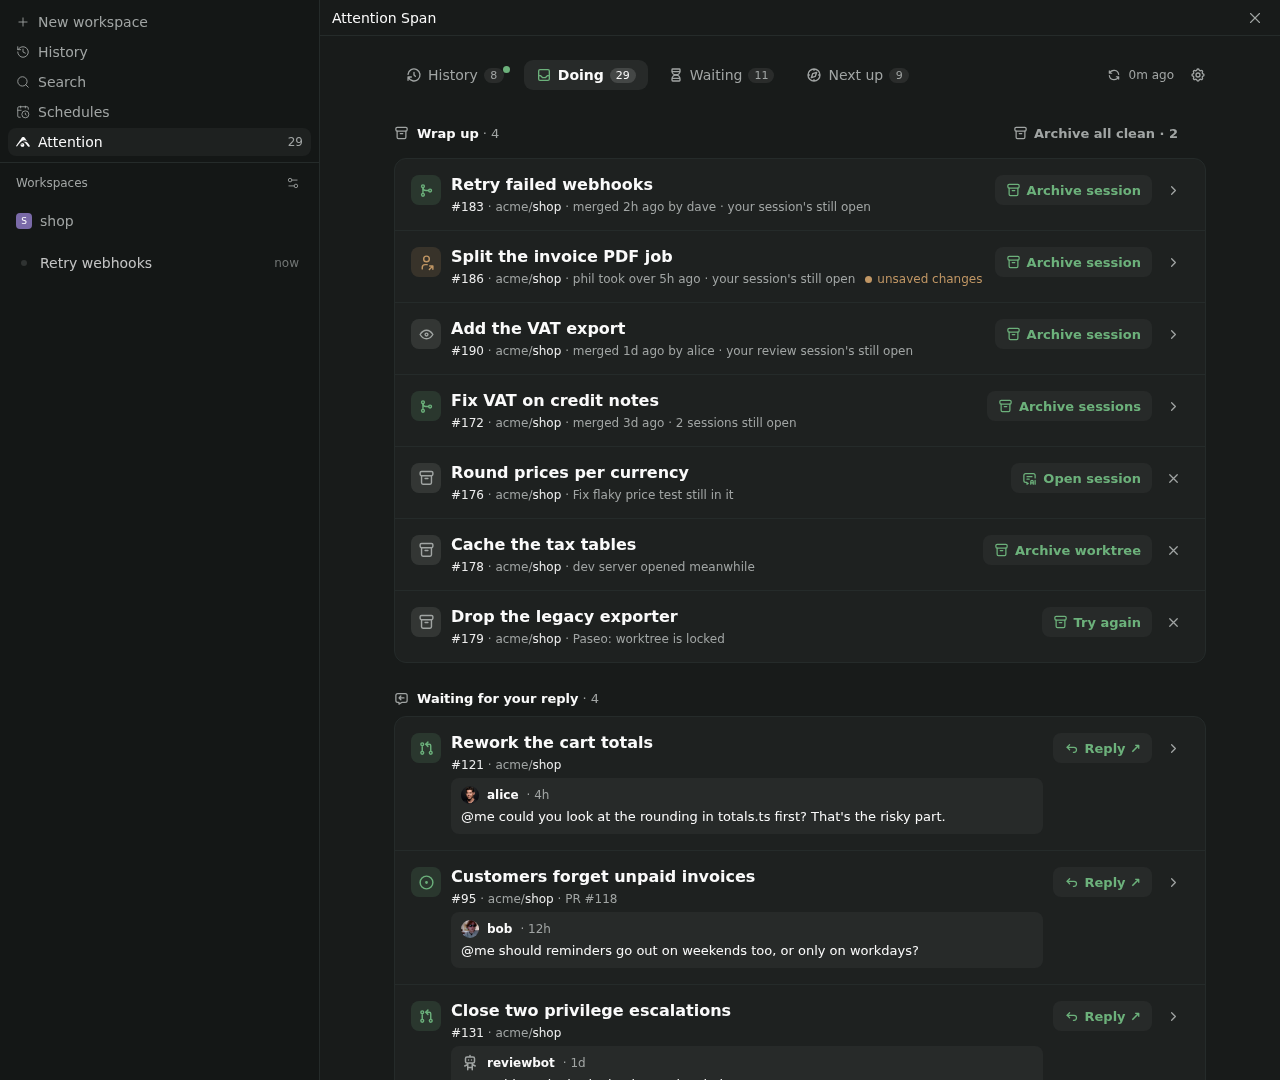 New workspace
History
Search
Schedules
Attention 29
Workspaces
S shop
Retry webhooks now
Attention Span
History 8 Doing 29 Waiting 11 Next up 9 0m ago
Wrap up · 4 Archive all clean · 2
Retry failed webhooks
#183 · acme/shop · merged 2h ago by dave · your session's still open
Archive session
Split the invoice PDF job
#186 · acme/shop · phil took over 5h ago · your session's still open unsaved changes
Archive session
Add the VAT export
#190 · acme/shop · merged 1d ago by alice · your review session's still open
Archive session
Fix VAT on credit notes
#172 · acme/shop · merged 3d ago · 2 sessions still open
Archive sessions
Round prices per currency
#176 · acme/shop · Fix flaky price test still in it
Open session
Cache the tax tables
#178 · acme/shop · dev server opened meanwhile
Archive worktree
Drop the legacy exporter
#179 · acme/shop · Paseo: worktree is locked
Try again
Waiting for your reply · 4
Rework the cart totals
#121 · acme/shop
Reply ↗
alice · 4h
@me could you look at the rounding in totals.ts first? That's the risky part.
Customers forget unpaid invoices
#95 · acme/shop · PR #118
Reply ↗
bob · 12h
@me should reminders go out on weekends too, or only on workdays?
Close two privilege escalations
#131 · acme/shop
Reply ↗
reviewbot · 1d